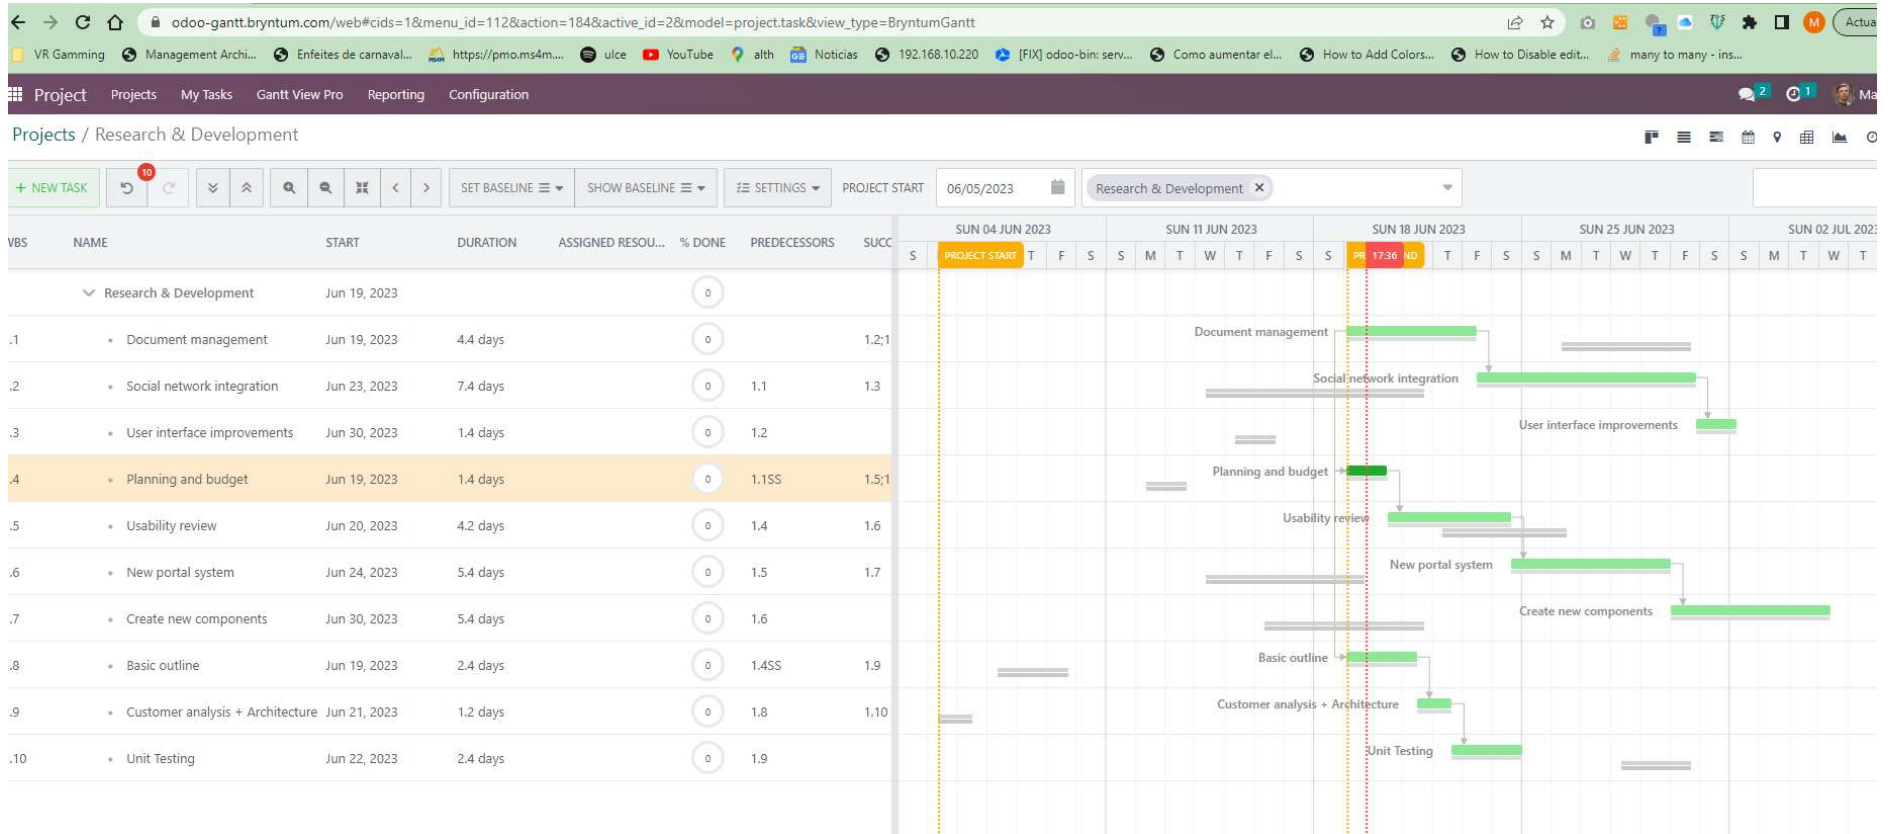 odoo-gantt.bryntum.com/web#cids=1&menu_id=112&action=184&active_id=2&model=project.task&view_type=BryntumGantt M Actua
VR Gamming Management Archi... Enfeites de carnaval... https://pmo.ms4m.... ulce YouTube alth Noticias 192.168.10.220 [FIX] odoo-bin: serv... Como aumentar el... How to Add Colors... How to Disable edit... many to many - ins...
Project Projects My Tasks Gantt View Pro Reporting Configuration 2 1 Ma
Projects / Research & Development
+ NEW TASK 10 SET BASELINE SHOW BASELINE SETTINGS PROJECT START 06/05/2023 Research & Development
WBS NAME START DURATION ASSIGNED RESOU... % DONE PREDECESSORS SUCC
SUN 04 JUN 2023 SUN 11 JUN 2023 SUN 18 JUN 2023 SUN 25 JUN 2023 SUN 02 JUL 2023
S PROJECT START T F S S M T W T F S S PR 17:36 ND T F S S M T W T F S S M T W T
Research & Development Jun 19, 2023 0
.1 Document management Jun 19, 2023 4.4 days 0 1.2;1 Document management
.2 Social network integration Jun 23, 2023 7.4 days 0 1.1 1.3 Social network integration
.3 User interface improvements Jun 30, 2023 1.4 days 0 1.2 User interface improvements
.4 Planning and budget Jun 19, 2023 1.4 days 0 1.1SS 1.5;1 Planning and budget
.5 Usability review Jun 20, 2023 4.2 days 0 1.4 1.6 Usability review
.6 New portal system Jun 24, 2023 5.4 days 0 1.5 1.7 New portal system
.7 Create new components Jun 30, 2023 5.4 days 0 1.6 Create new components
.8 Basic outline Jun 19, 2023 2.4 days 0 1.4SS 1.9 Basic outline
.9 Customer analysis + Architecture Jun 21, 2023 1.2 days 0 1.8 1.10 Customer analysis + Architecture
.10 Unit Testing Jun 22, 2023 2.4 days 0 1.9 Unit Testing